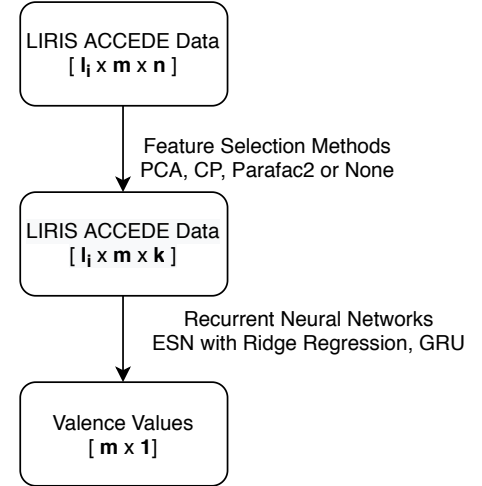 LIRIS ACCEDE Data
[ li x m x n ]
Feature Selection Methods
PCA, CP, Parafac2 or None
LIRIS ACCEDE Data
[ li x m x k ]
Recurrent Neural Networks
ESN with Ridge Regression, GRU
Valence Values
[ m x 1]